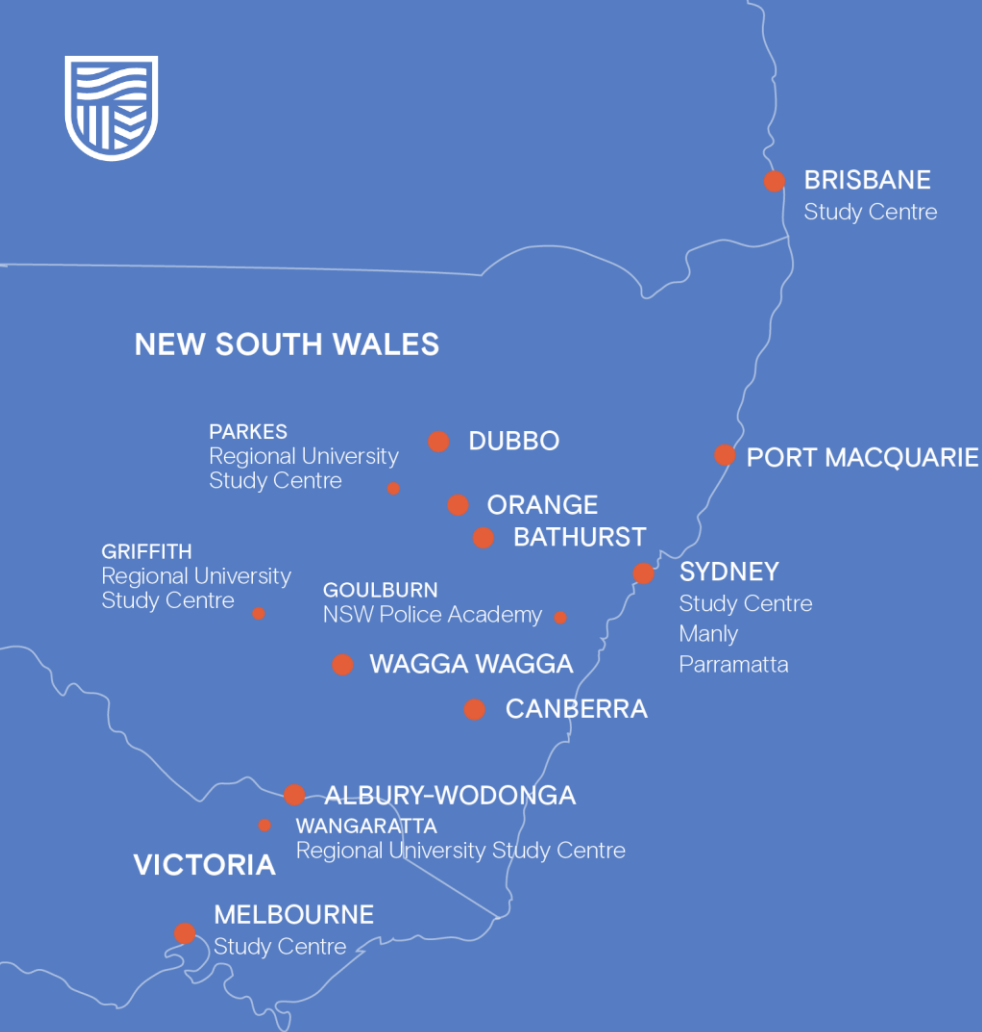 BRISBANE
Study Centre
NEW SOUTH WALES
PARKES
Regional University
Study Centre
DUBBO
PORT MACQUARIE
ORANGE
BATHURST
GRIFFITH
Regional University
Study Centre
GOULBURN
NSW Police Academy
SYDNEY
Study Centre
Manly
Parramatta
WAGGA WAGGA
CANBERRA
ALBURY-WODONGA
WANGARATTA
Regional University Study Centre
VICTORIA
MELBOURNE
Study Centre